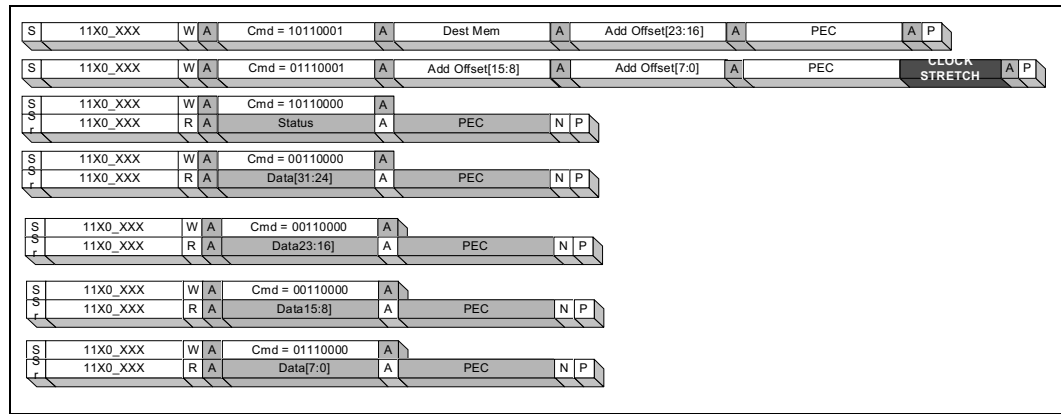 S 11X0_XXX W A Cmd = 10110001 A Dest Mem A Add Offset[23:16] A PEC A P
S 11X0_XXX W A Cmd = 01110001 A Add Offset[15:8] A Add Offset[7:0] A PEC CLOCK STRETCH A P
S 11X0_XXX W A Cmd = 10110000 A
Sr 11X0_XXX R A Status A PEC N P
S 11X0_XXX W A Cmd = 00110000 A
Sr 11X0_XXX R A Data[31:24] A PEC N P
S 11X0_XXX W A Cmd = 00110000 A
Sr 11X0_XXX R A Data23:16] A PEC N P
S 11X0_XXX W A Cmd = 00110000 A
Sr 11X0_XXX R A Data15:8] A PEC N P
S 11X0_XXX W A Cmd = 01110000 A
Sr 11X0_XXX R A Data[7:0] A PEC N P